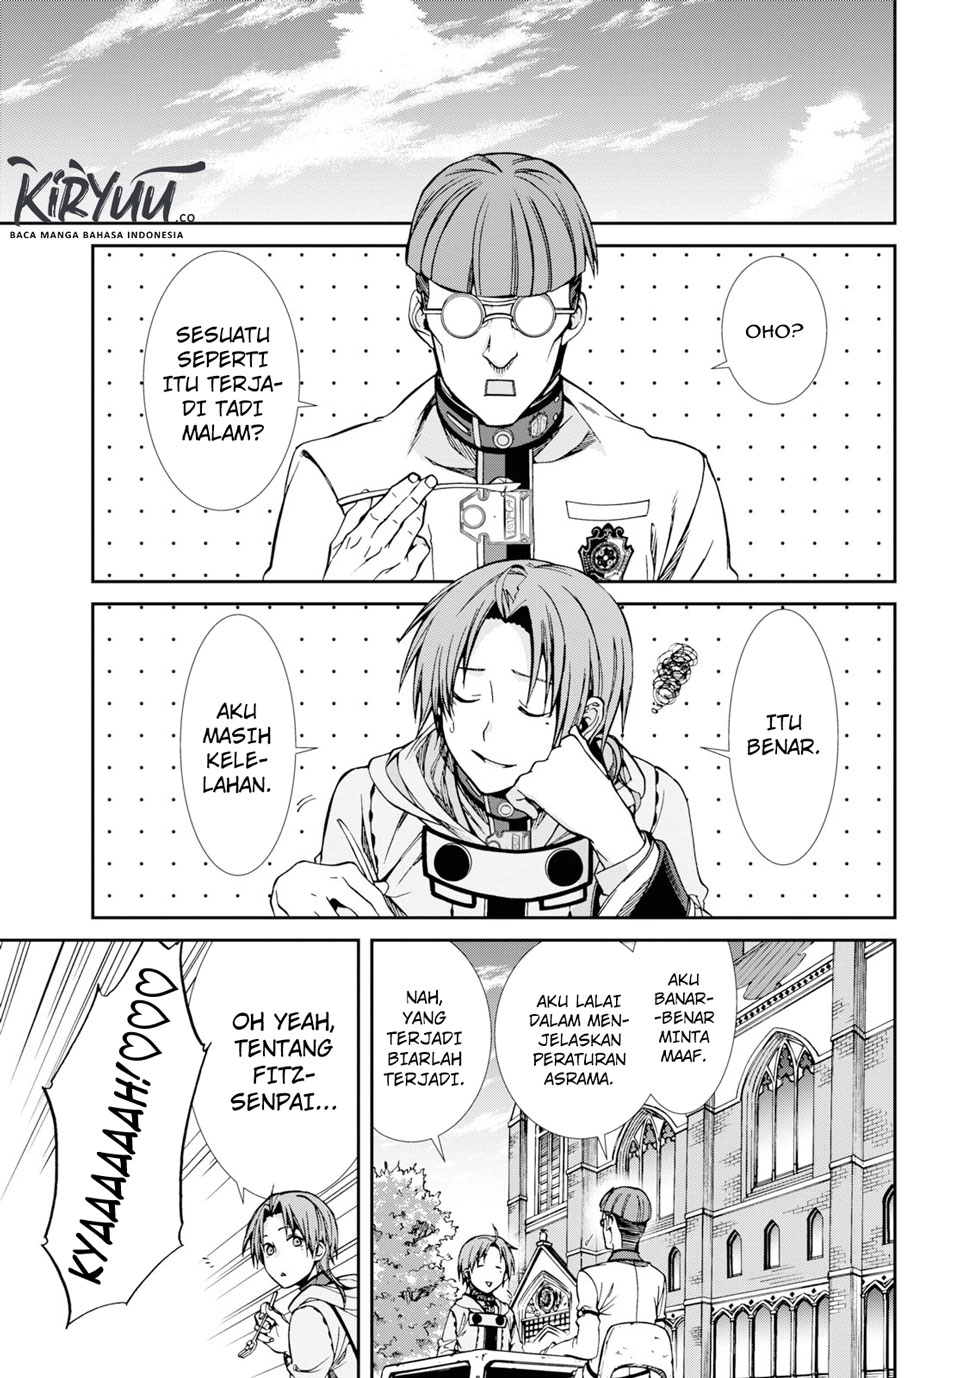 KIRYUU.CO
BACA MANGA BAHASA INDONESIA
OHO?
SESUATU
SEPERTI
ITU TERJA-
DI TADI
MALAM?
ITU
BENAR.
AKU
MASIH
KELE-
LAHAN.
AKU
BANAR-
-BENAR
MINTA
MAAF.
AKU LALAI
DALAM MEN-
JELASKAN
PERATURAN
ASRAMA.
NAH,
YANG
TERJADI
BIARLAH
TERJADI.
OH YEAH,
TENTANG
FITZ-
SENPAI...
KYAAAAAAH!♡♡♡♡